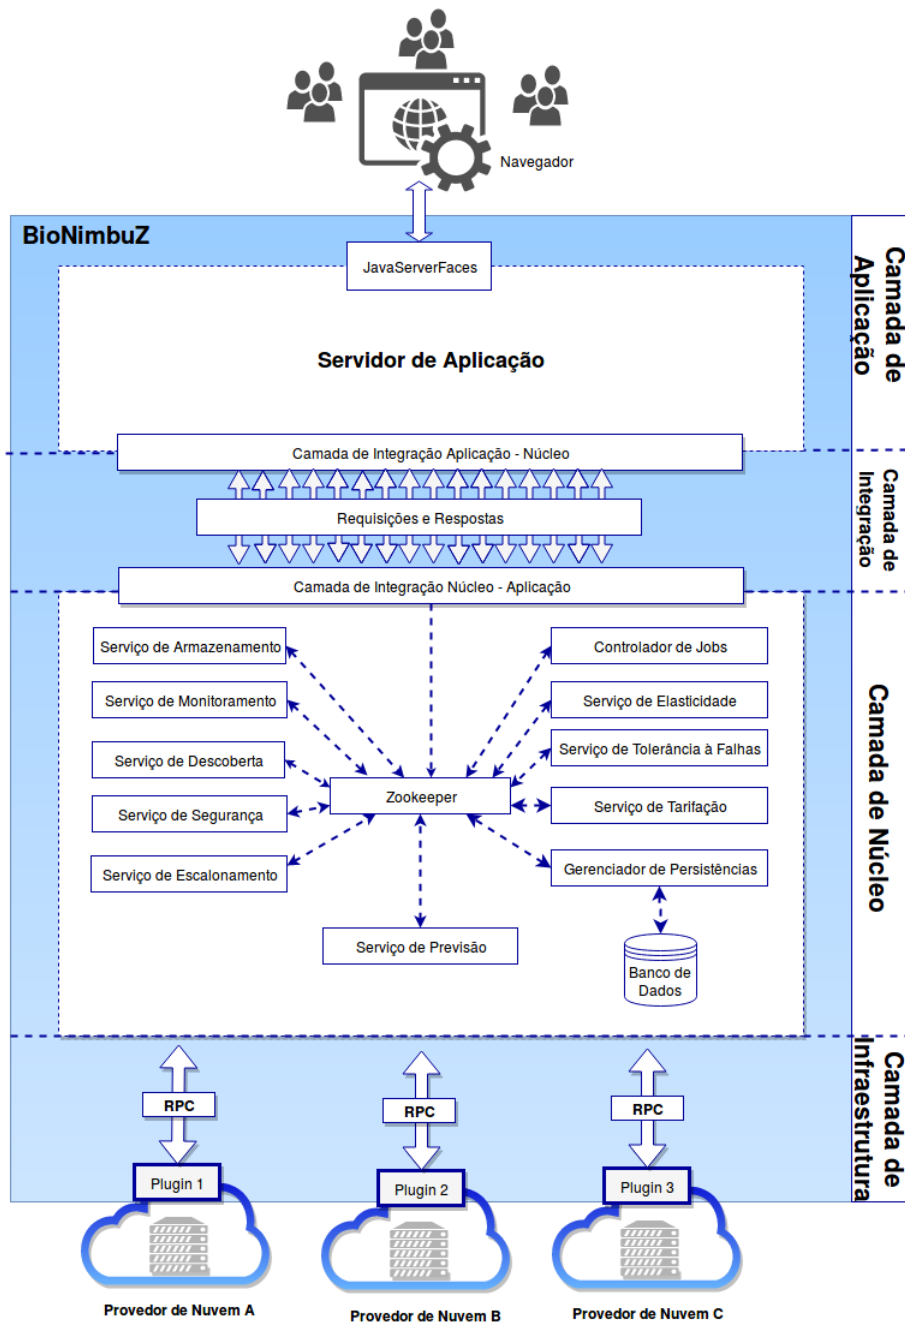 Navegador
BioNimbuZ
JavaServerFaces
Servidor de Aplicação
Camada de
Aplicação
Camada de Integração Aplicação - Núcleo
Requisições e Respostas
Camada de
Integração
Camada de Integração Núcleo - Aplicação
Serviço de Armazenamento
Controlador de Jobs
Serviço de Monitoramento
Serviço de Elasticidade
Serviço de Descoberta
Serviço de Tolerância à Falhas
Zookeeper
Serviço de Segurança
Serviço de Tarifação
Serviço de Escalonamento
Gerenciador de Persistências
Serviço de Previsão
Banco de
Dados
Camada de Núcleo
RPC
RPC
RPC
Camada de
Infraestrutura
Plugin 1
Plugin 2
Plugin 3
Provedor de Nuvem A
Provedor de Nuvem B
Provedor de Nuvem C